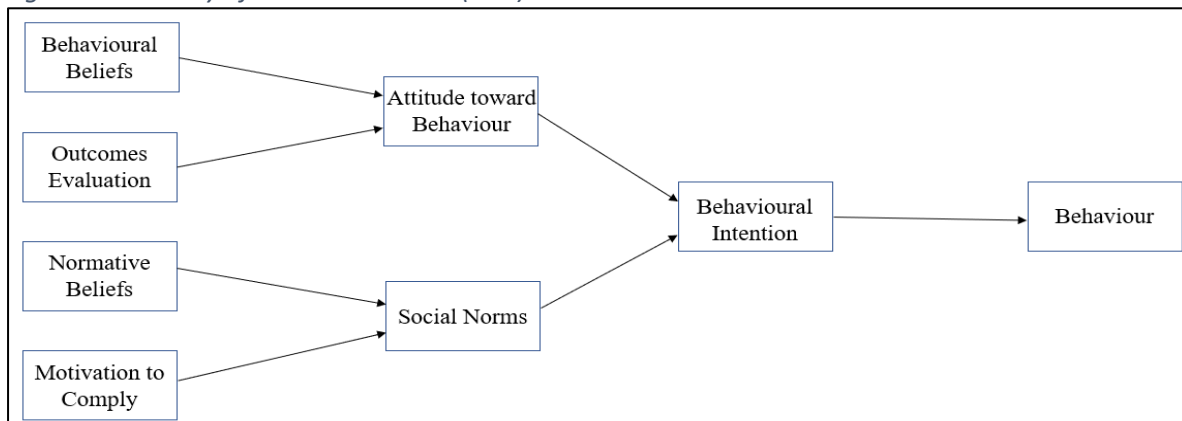 Behavioural
Beliefs
Outcomes
Evaluation
Normative
Beliefs
Motivation to
Comply
Attitude toward
Behaviour
Social Norms
Behavioural
Intention
Behaviour